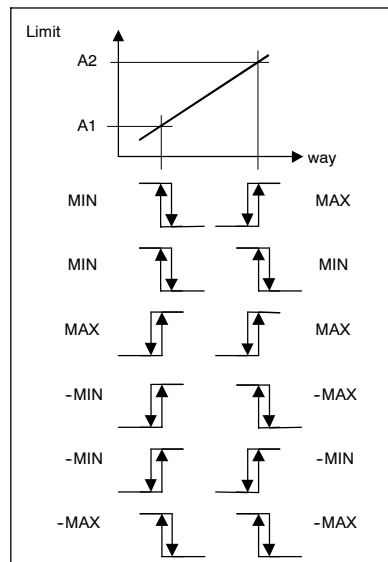 Limit
A2
A1
way
MIN MAX
MIN MIN
MAX MAX
-MIN -MAX
-MIN -MIN
-MAX -MAX